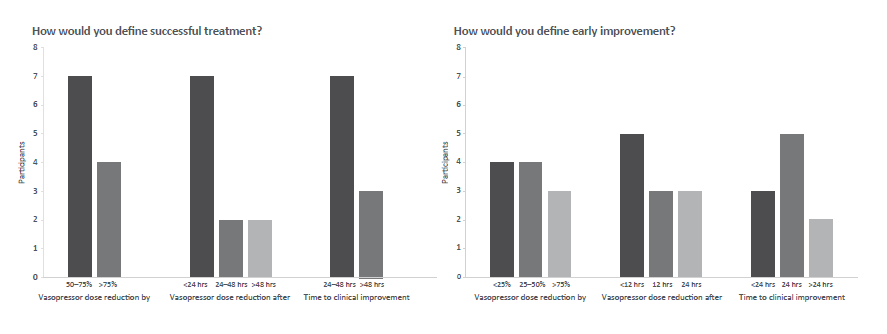 How would you define successful treatment?
8
7
6
5
4
3
2
1
0
Participants
50–75% >75%
<24 hrs 24–48 hrs >48 hrs
24–48 hrs >48 hrs
Vasopressor dose reduction by
Vasopressor dose reduction after
Time to clinical improvement
How would you define early improvement?
8
7
6
5
4
3
2
1
0
Participants
<25% 25–50% >75%
<12 hrs 12 hrs 24 hrs
<24 hrs 24 hrs >24 hrs
Vasopressor dose reduction by
Vasopressor dose reduction after
Time to clinical improvement